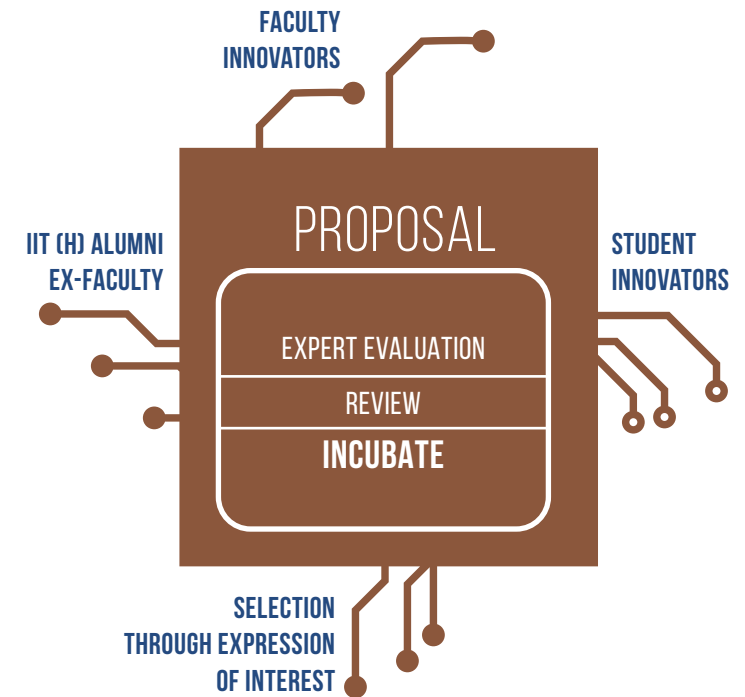 FACULTY
INNOVATORS
PROPOSAL
IIT (H) ALUMNI
EX-FACULTY
STUDENT
INNOVATORS
EXPERT EVALUATION
REVIEW
INCUBATE
SELECTION
THROUGH EXPRESSION
OF INTEREST